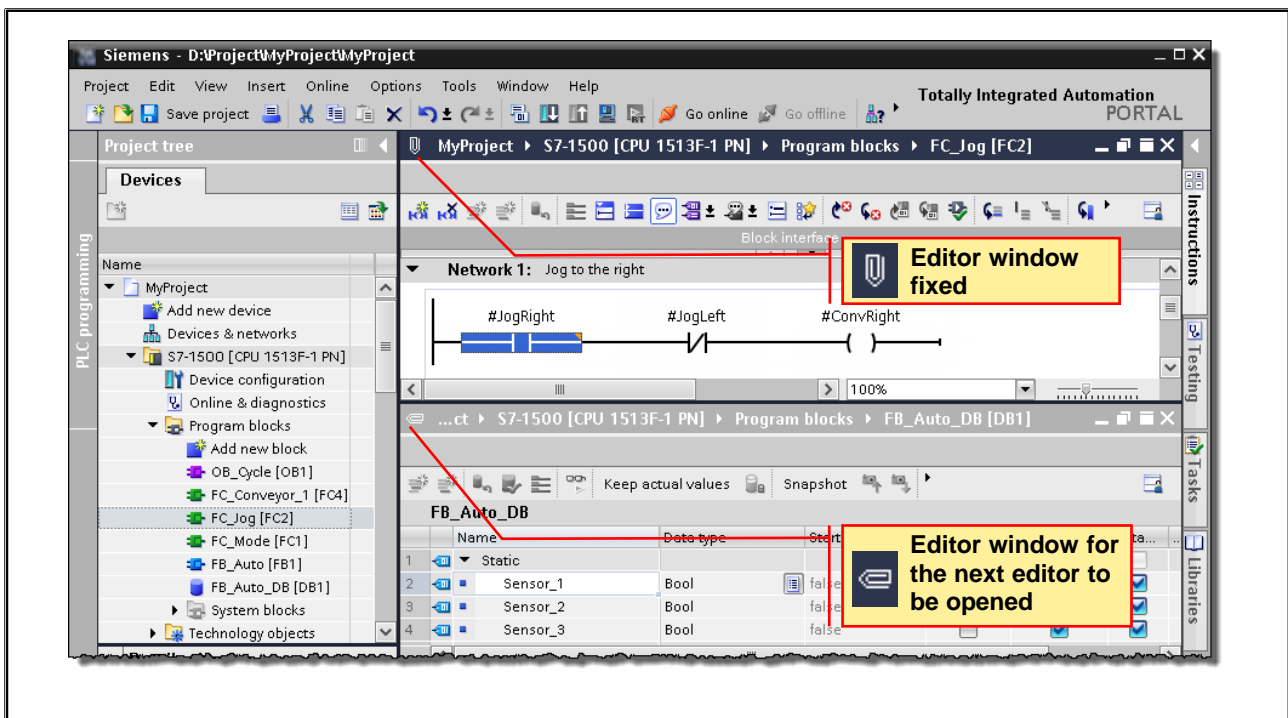 Siemens - D:\Project\MyProject\MyProject
Project Edit View Insert Online Options Tools Window Help
Totally Integrated Automation
PORTAL
Save project
Go online
Go offline
Project tree
MyProject ▸ S7-1500 [CPU 1513F-1 PN] ▸ Program blocks ▸ FC_Jog [FC2]
Devices
Block interface
PLC programming
Name
MyProject
Add new device
Devices & networks
S7-1500 [CPU 1513F-1 PN]
Device configuration
Online & diagnostics
Program blocks
Add new block
OB_Cycle [OB1]
FC_Conveyor_1 [FC4]
FC_Jog [FC2]
FC_Mode [FC1]
FB_Auto [FB1]
FB_Auto_DB [DB1]
System blocks
Technology objects
Network 1: Jog to the right
#JogRight #JogLeft #ConvRight
100%
Editor window
fixed
...ct ▸ S7-1500 [CPU 1513F-1 PN] ▸ Program blocks ▸ FB_Auto_DB [DB1]
Keep actual values Snapshot
FB_Auto_DB
Name Data type Start
1 Static
2 Sensor_1 Bool false
3 Sensor_2 Bool false
4 Sensor_3 Bool false
Editor window for
the next editor to
be opened
Instructions
Testing
Tasks
Libraries